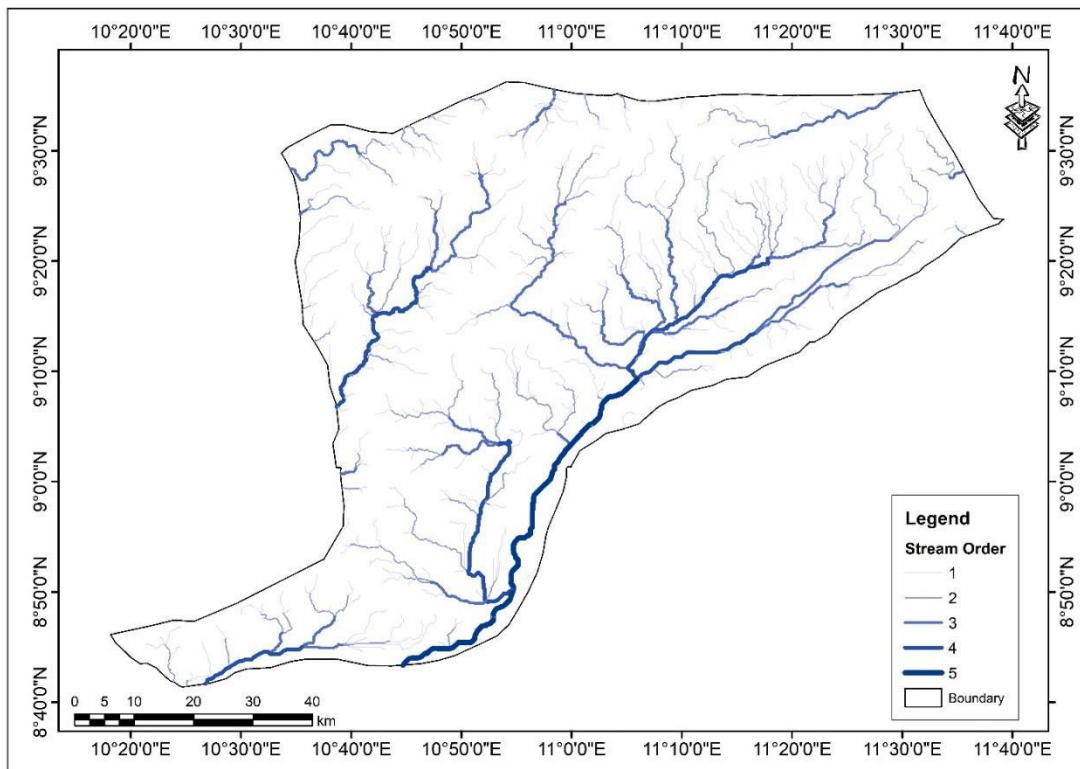 10°20'0"E 10°30'0"E 10°40'0"E 10°50'0"E 11°0'0"E 11°10'0"E 11°20'0"E 11°30'0"E 11°40'0"E
N
9°30'0"N 9°30'0"N
9°20'0"N 9°20'0"N
9°10'0"N 9°10'0"N
9°0'0"N 9°0'0"N
8°50'0"N 8°50'0"N
8°40'0"N 8°40'0"N
Legend
Stream Order
1
2
3
4
5
Boundary
0 5 10 20 30 40
km
10°20'0"E 10°30'0"E 10°40'0"E 10°50'0"E 11°0'0"E 11°10'0"E 11°20'0"E 11°30'0"E 11°40'0"E